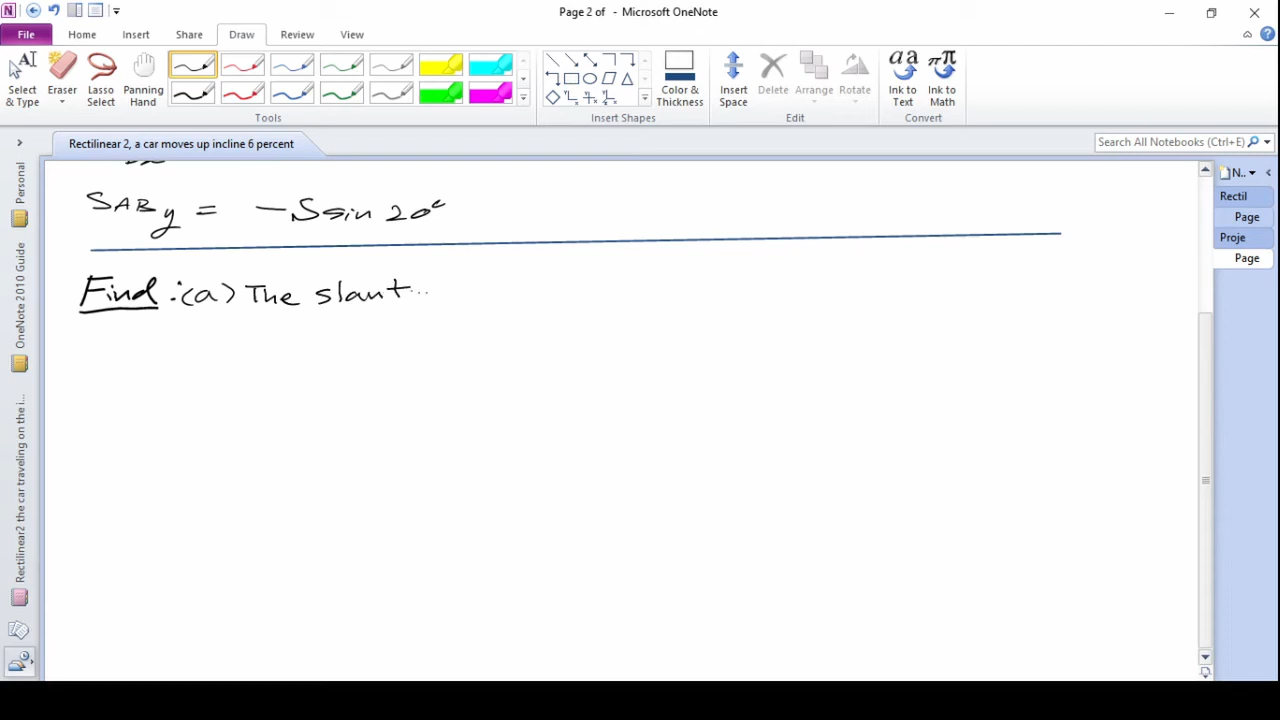 Page 2 of - Microsoft OneNote
File Home Insert Share Draw Review View
Select & Type
Eraser
Lasso Select
Panning Hand
Color & Thickness
Insert Space
Delete
Arrange
Rotate
Ink to Text
Ink to Math
Tools
Insert Shapes
Edit
Convert
Rectilinear 2, a car moves up incline 6 percent
Search All Notebooks (Ctrl+E)
N..
Personal
OneNote 2010 Guide
Rectilinear2 the car traveling on the i...
SABy = -S sin 20°
Find : (a) The slant
Rectil
Page
Proje
Page